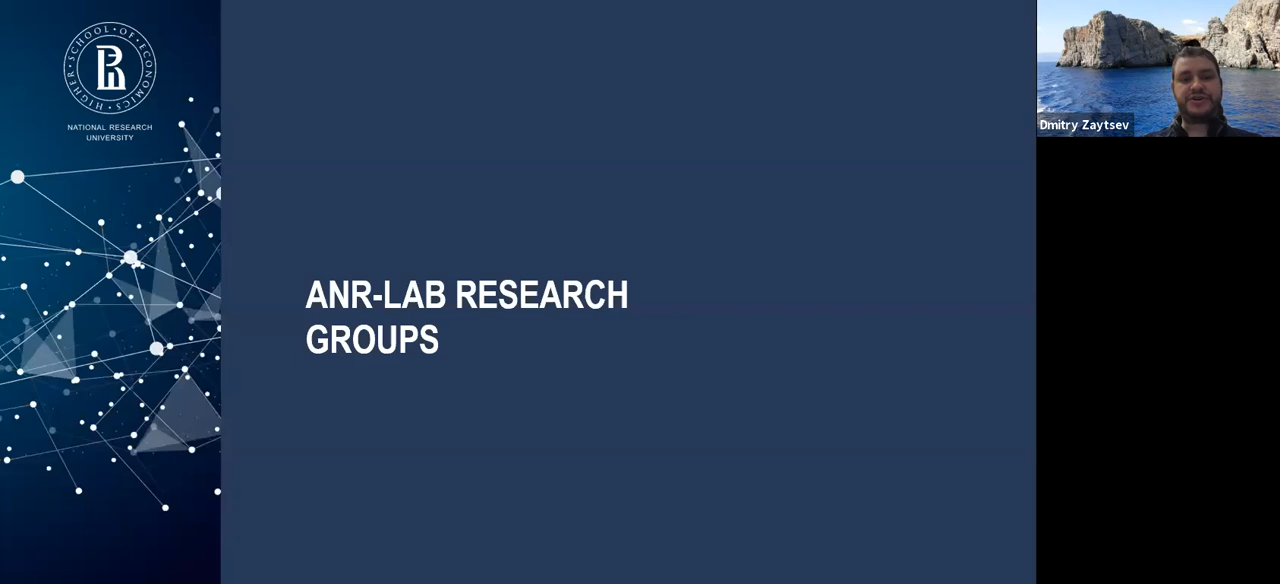 HIGHER • SCHOOL • OF • ECONOMICS •
NATIONAL RESEARCH
UNIVERSITY
ANR-LAB RESEARCH
GROUPS
Dmitry Zaytsev